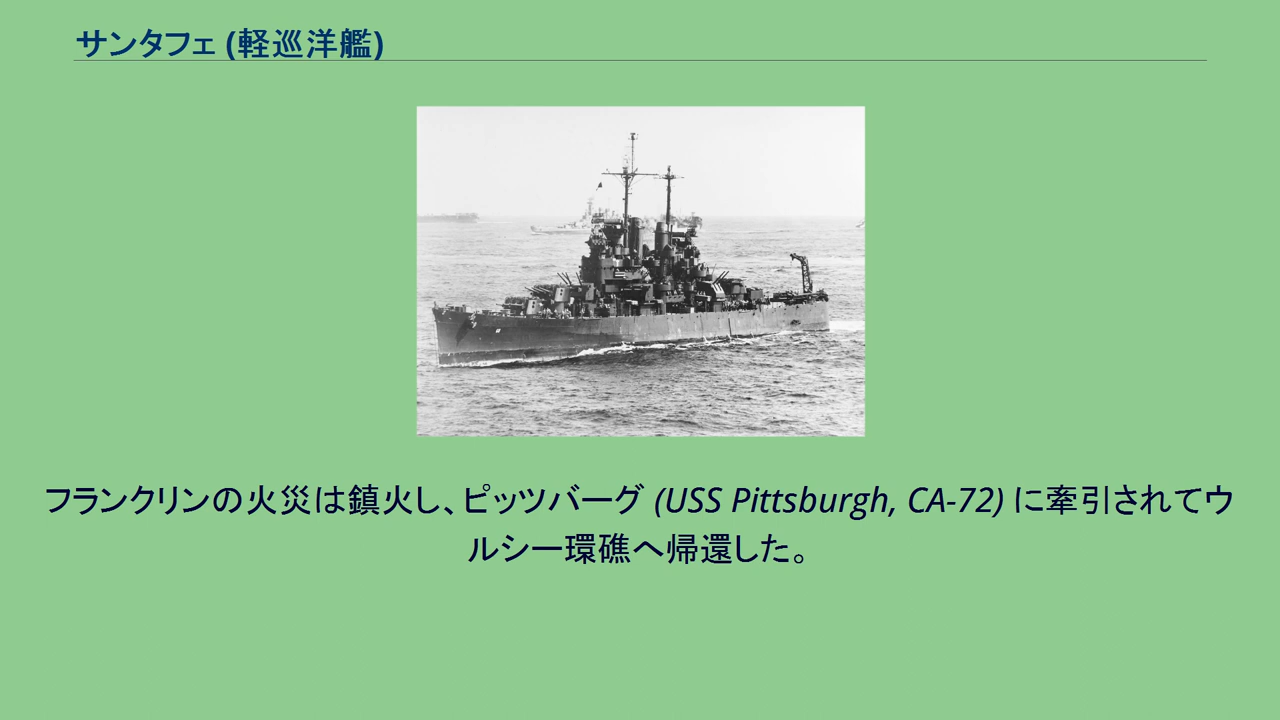 サンタフェ (軽巡洋艦)
フランクリンの火災は鎮火し、ピッツバーグ (USS Pittsburgh, CA-72) に牽引されてウ
ルシー環礁へ帰還した。